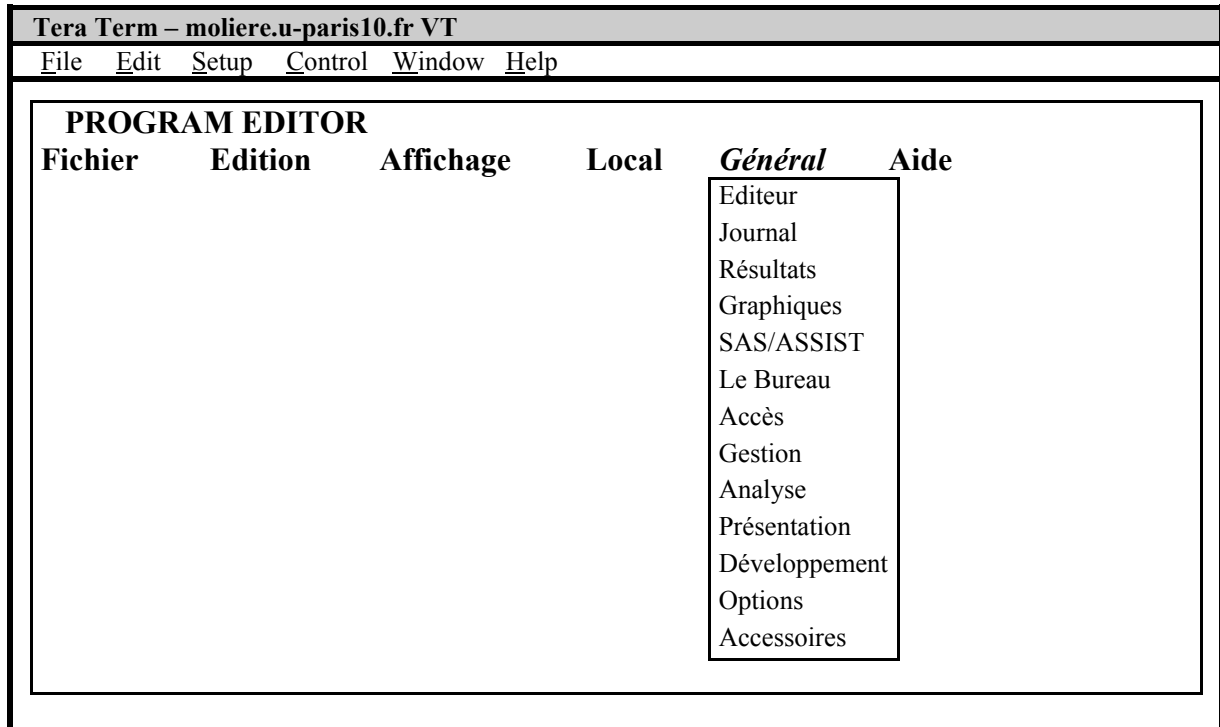 Tera Term – moliere.u-paris10.fr VT
File Edit Setup Control Window Help
PROGRAM EDITOR
Fichier Edition Affichage Local Général Aide
Editeur
Journal
Résultats
Graphiques
SAS/ASSIST
Le Bureau
Accès
Gestion
Analyse
Présentation
Développement
Options
Accessoires